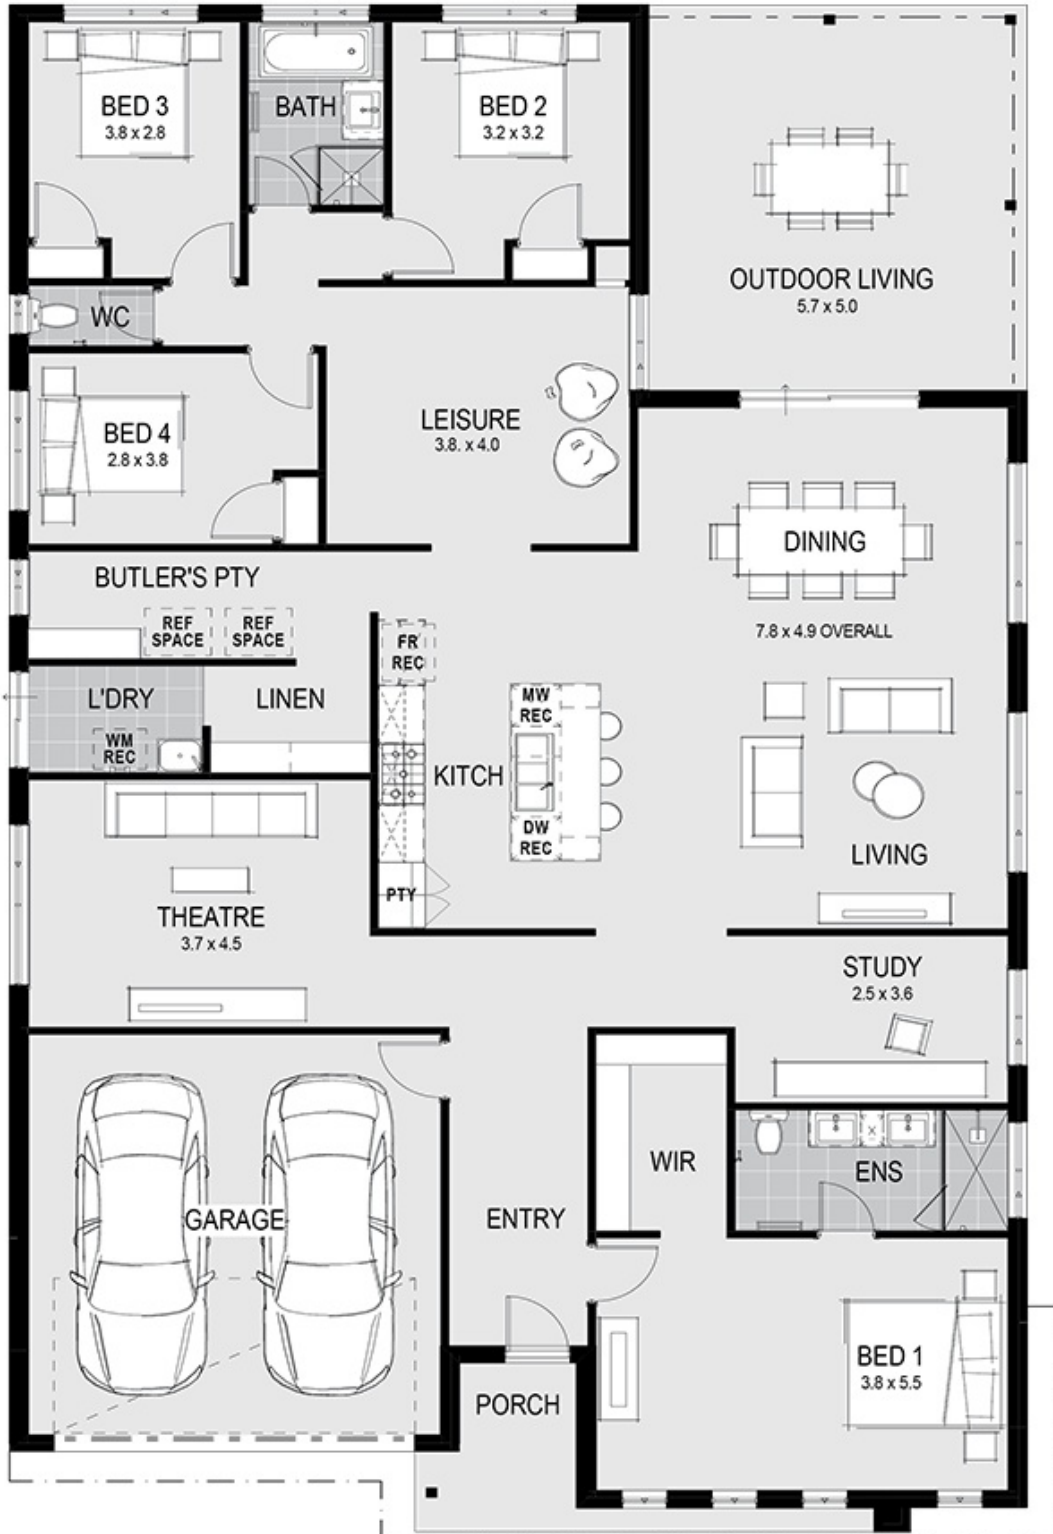 BED 3
3.8 x 2.8
BATH
BED 2
3.2 x 3.2
OUTDOOR LIVING
5.7 x 5.0
WC
LEISURE
3.8. x 4.0
BED 4
2.8 x 3.8
DINING
7.8 x 4.9 OVERALL
BUTLER'S PTY
REF
SPACE
REF
SPACE
FR
REC
L'DRY
WM
REC
LINEN
MW
REC
KITCH
DW
REC
PTY
LIVING
THEATRE
3.7 x 4.5
STUDY
2.5 x 3.6
GARAGE
ENTRY
WIR
ENS
PORCH
BED 1
3.8 x 5.5